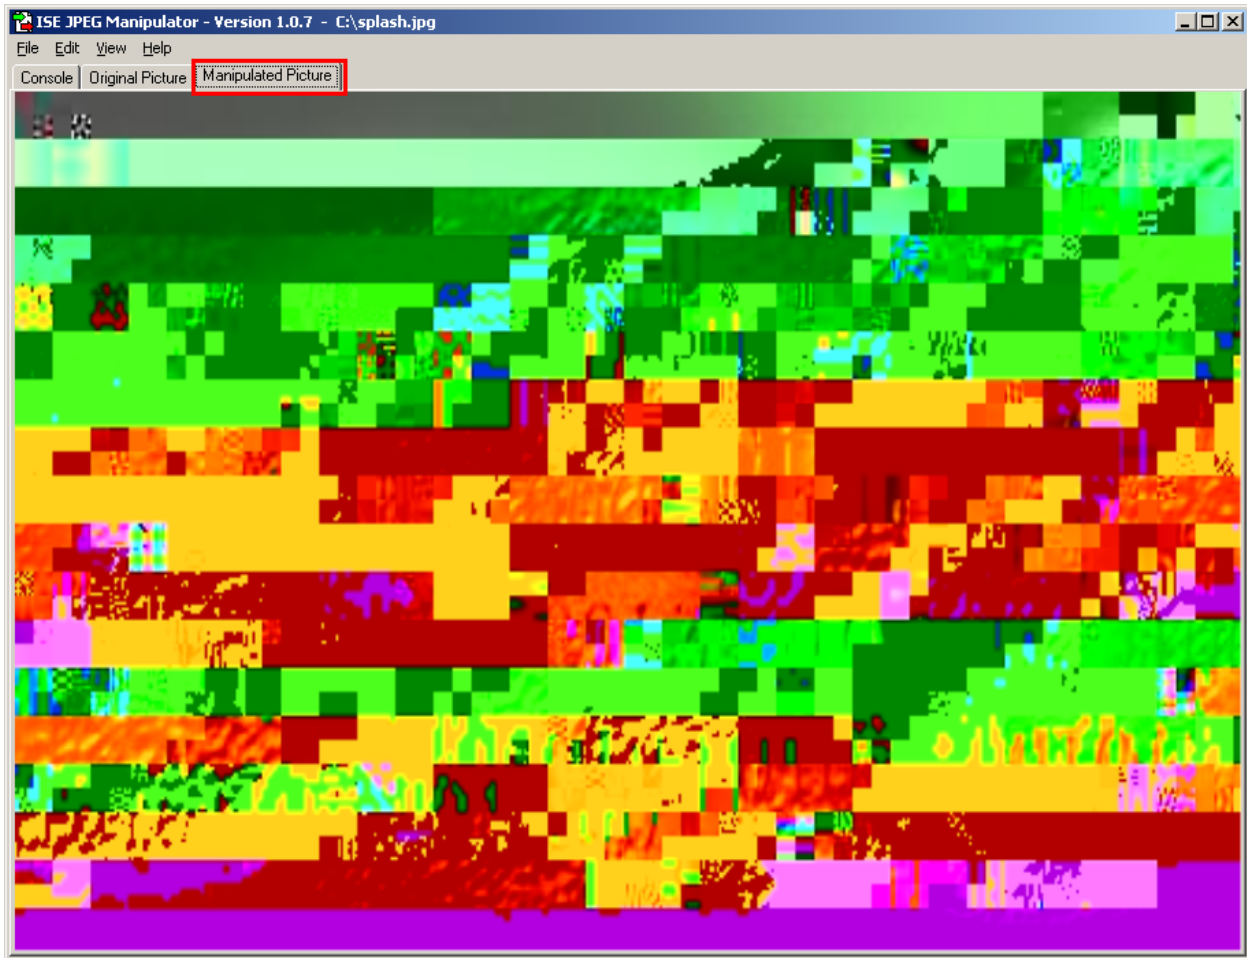 ISE JPEG Manipulator - Version 1.0.7 - C:\splash.jpg
File Edit View Help
Console Original Picture Manipulated Picture